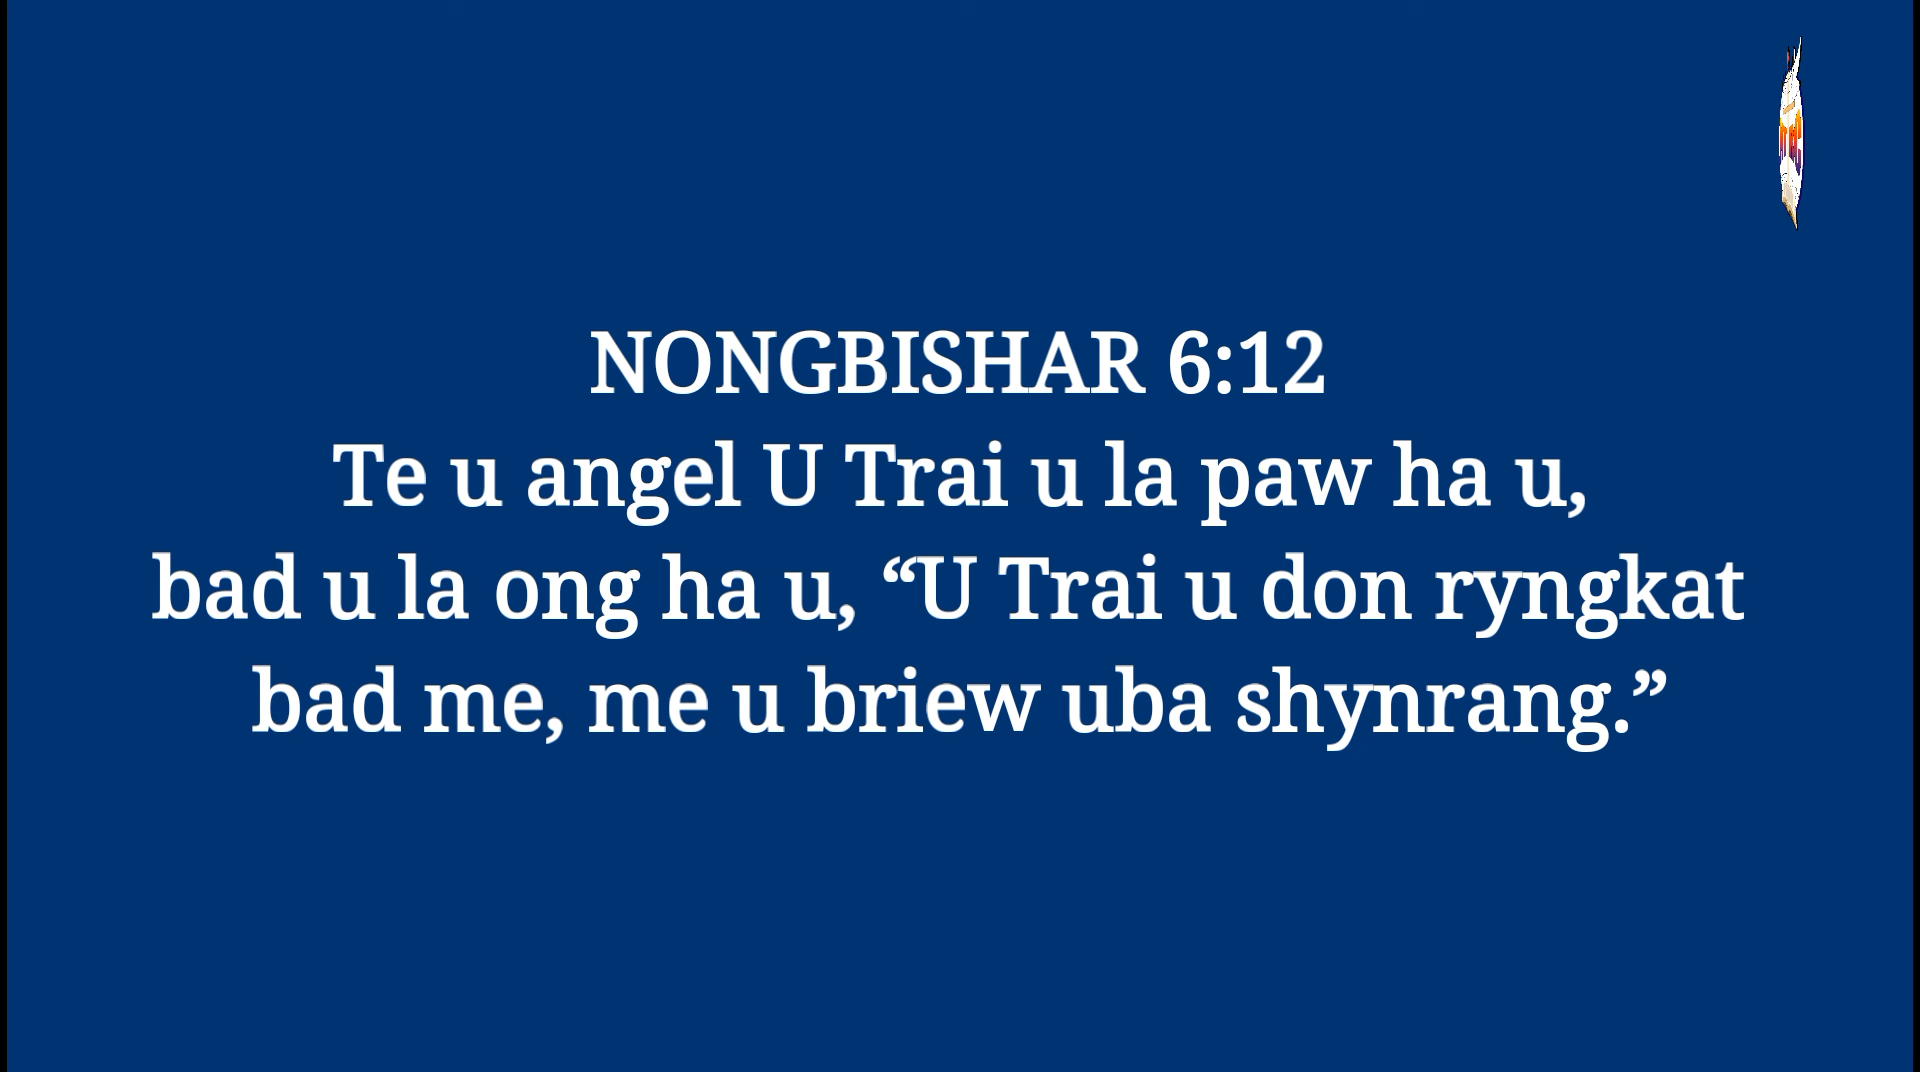 NONGBISHAR 6:12
Te u angel U Trai u la paw ha u,
bad u la ong ha u, “U Trai u don ryngkat
bad me, me u briew uba shynrang.”